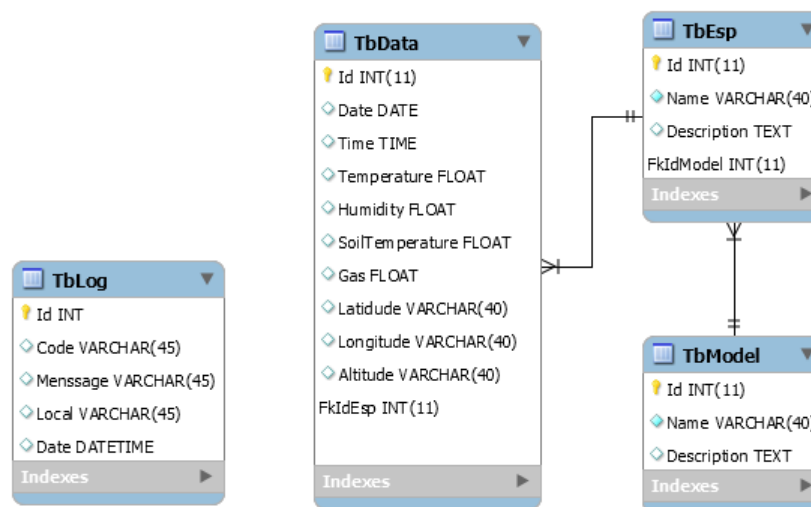 TbLog
Id INT
Code VARCHAR(45)
Menssage VARCHAR(45)
Local VARCHAR(45)
Date DATETIME
Indexes
TbData
Id INT(11)
Date DATE
Time TIME
Temperature FLOAT
Humidity FLOAT
SoilTemperature FLOAT
Gas FLOAT
Latidude VARCHAR(40)
Longitude VARCHAR(40)
Altitude VARCHAR(40)
FkIdEsp INT(11)
Indexes
TbEsp
Id INT(11)
Name VARCHAR(40)
Description TEXT
FkIdModel INT(11)
Indexes
TbModel
Id INT(11)
Name VARCHAR(40)
Description TEXT
Indexes